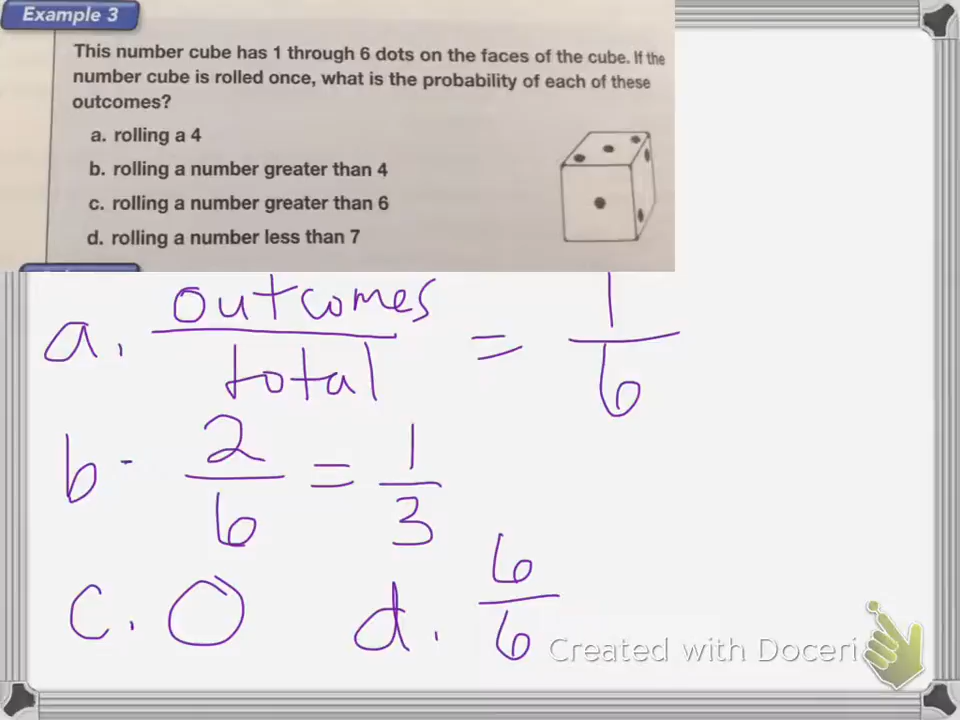 Example 3
This number cube has 1 through 6 dots on the faces of the cube. If the
number cube is rolled once, what is the probability of each of these
outcomes?
a. rolling a 4
b. rolling a number greater than 4
c. rolling a number greater than 6
d. rolling a number less than 7
a. outcomes/total = 1/6
b. 2/6 = 1/3
c. 0 d. 6/6
Created with Doceri